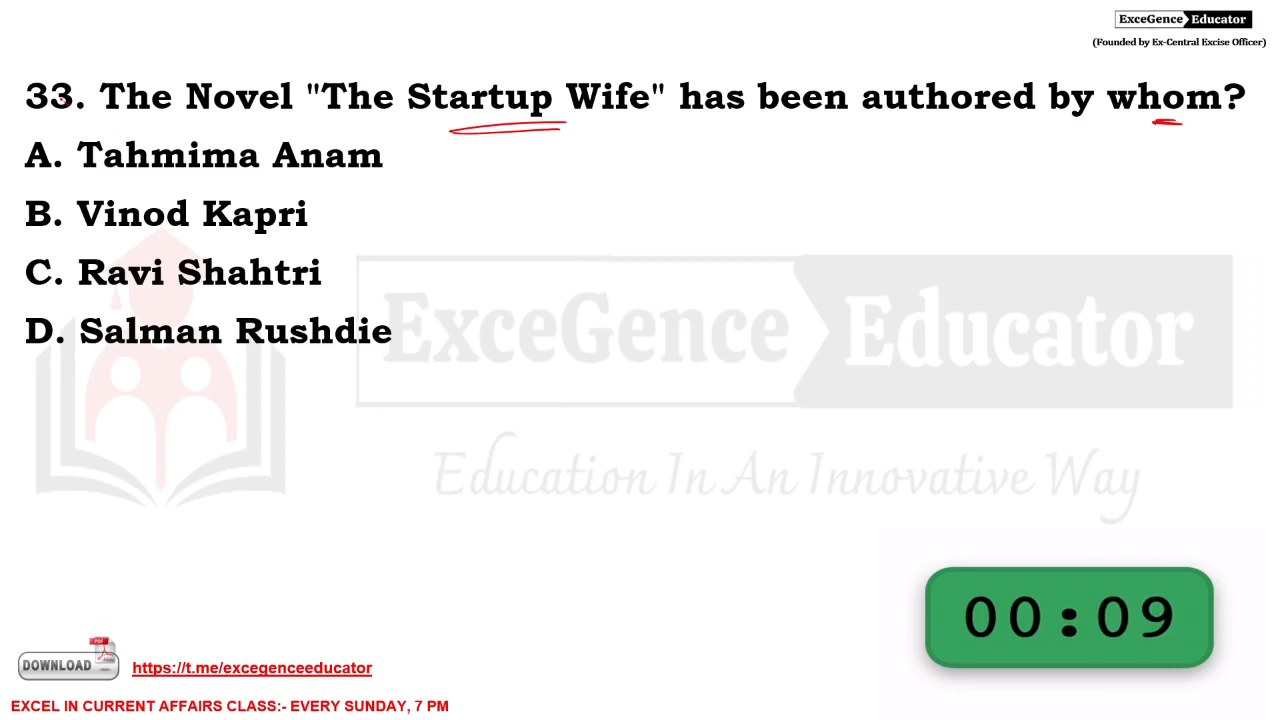 ExceGence Educator
(Founded by Ex-Central Excise Officer)
33. The Novel "The Startup Wife" has been authored by whom?
A. Tahmima Anam
B. Vinod Kapri
C. Ravi Shahtri
D. Salman Rushdie
ExceGence Educator
Education In An Innovative Way
00:09
PDF
DOWNLOAD
https://t.me/excegenceeducator
EXCEL IN CURRENT AFFAIRS CLASS:- EVERY SUNDAY, 7 PM